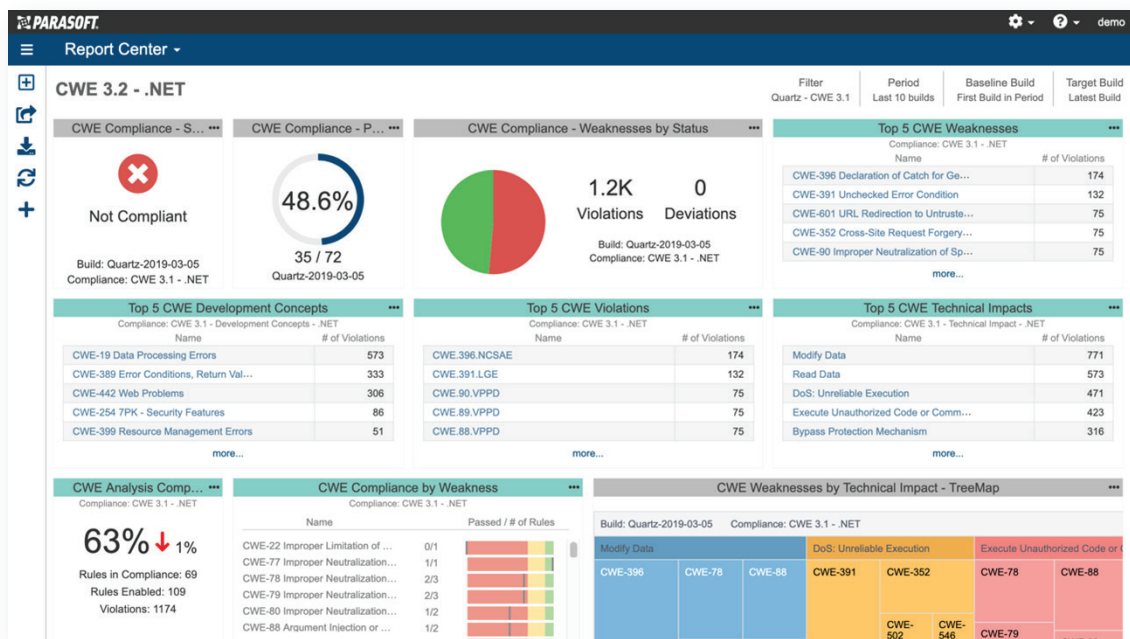 PARASOFT.
demo
Report Center
CWE 3.2 - .NET
Filter
Quartz - CWE 3.1
Period
Last 10 builds
Baseline Build
First Build in Period
Target Build
Latest Build
CWE Compliance - S... •••
Not Compliant
Build: Quartz-2019-03-05
Compliance: CWE 3.1 - .NET
CWE Compliance - P... •••
48.6%
35 / 72
Quartz-2019-03-05
CWE Compliance - Weaknesses by Status •••
1.2K
Violations
0
Deviations
Build: Quartz-2019-03-05
Compliance: CWE 3.1 - .NET
Top 5 CWE Weaknesses •••
Compliance: CWE 3.1 - .NET
Name # of Violations
CWE-396 Declaration of Catch for Ge... 174
CWE-391 Unchecked Error Condition 132
CWE-601 URL Redirection to Untruste... 75
CWE-352 Cross-Site Request Forgery... 75
CWE-90 Improper Neutralization of Sp... 75
more...
Top 5 CWE Development Concepts •••
Compliance: CWE 3.1 - Development Concepts - .NET
Name # of Violations
CWE-19 Data Processing Errors 573
CWE-389 Error Conditions, Return Val... 333
CWE-442 Web Problems 306
CWE-254 7PK - Security Features 86
CWE-399 Resource Management Errors 51
more...
Top 5 CWE Violations •••
Compliance: CWE 3.1 - .NET
Name # of Violations
CWE.396.NCSAE 174
CWE.391.LGE 132
CWE.90.VPPD 75
CWE.89.VPPD 75
CWE.88.VPPD 75
more...
Top 5 CWE Technical Impacts •••
Compliance: CWE 3.1 - Technical Impact - .NET
Name # of Violations
Modify Data 771
Read Data 573
DoS: Unreliable Execution 471
Execute Unauthorized Code or Comm... 423
Bypass Protection Mechanism 316
more...
CWE Analysis Comp... •••
Compliance: CWE 3.1 - .NET
63% 1%
Rules in Compliance: 69
Rules Enabled: 109
Violations: 1174
CWE Compliance by Weakness •••
Compliance: CWE 3.1 - .NET
Name Passed / # of Rules
CWE-22 Improper Limitation of ... 0/1
CWE-77 Improper Neutralization... 1/1
CWE-78 Improper Neutralization... 2/3
CWE-79 Improper Neutralization... 2/3
CWE-80 Improper Neutralization... 1/2
CWE-88 Argument Injection or ... 1/2
CWE Weaknesses by Technical Impact - TreeMap •••
Build: Quartz-2019-03-05 Compliance: CWE 3.1 - .NET
Modify Data
CWE-396 CWE-78 CWE-88
DoS: Unreliable Execution
CWE-391 CWE-352
CWE-502
CWE-546
Execute Unauthorized Code or
CWE-78 CWE-88
CWE-79